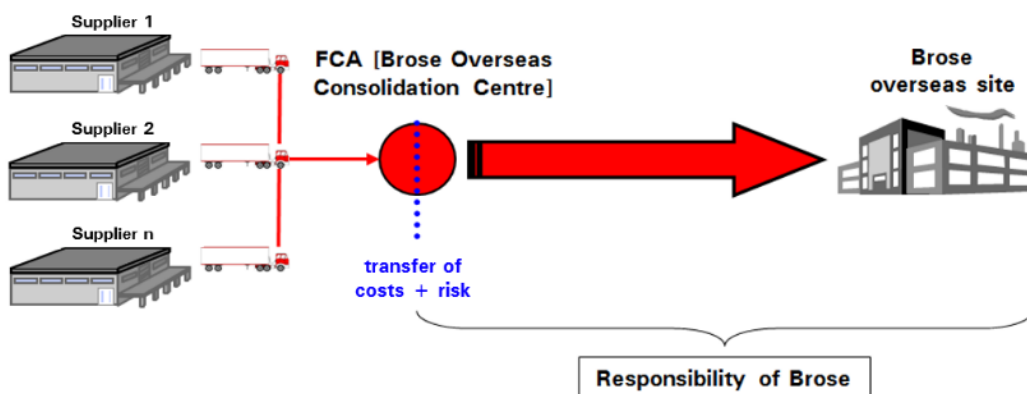 Supplier 1
Supplier 2
Supplier n
FCA [Brose Overseas
Consolidation Centre]
transfer of
costs + risk
Brose
overseas site
Responsibility of Brose